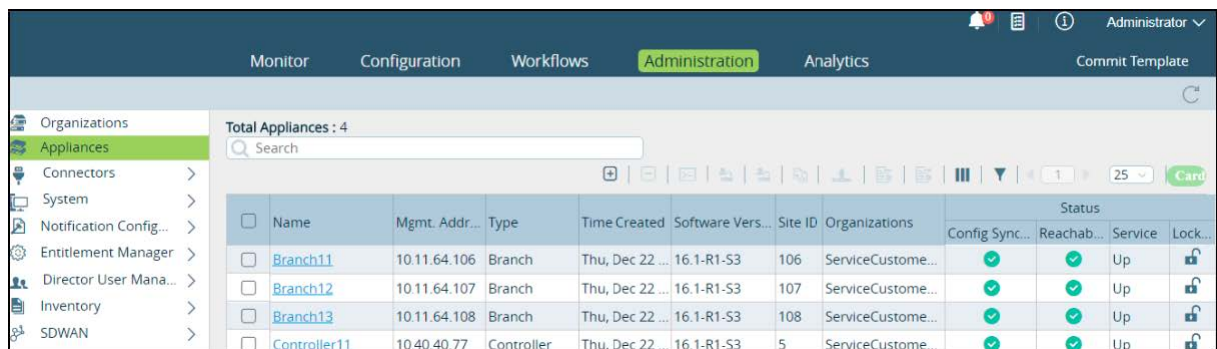 0
Administrator
Monitor Configuration Workflows Administration Analytics Commit Template
Organizations
Appliances
Connectors
System
Notification Config...
Entitlement Manager
Director User Mana...
Inventory
SDWAN
Total Appliances : 4
Search
1 25 Card
Name Mgmt. Addr... Type Time Created Software Vers... Site ID Organizations Status
Config Sync... Reachab... Service Lock...
Branch11 10.11.64.106 Branch Thu, Dec 22 ... 16.1-R1-S3 106 ServiceCustome... Up
Branch12 10.11.64.107 Branch Thu, Dec 22 ... 16.1-R1-S3 107 ServiceCustome... Up
Branch13 10.11.64.108 Branch Thu, Dec 22 ... 16.1-R1-S3 108 ServiceCustome... Up
Controller11 10.40.40.77 Controller Thu, Dec 22 ... 16.1-R1-S3 5 ServiceCustome... Up